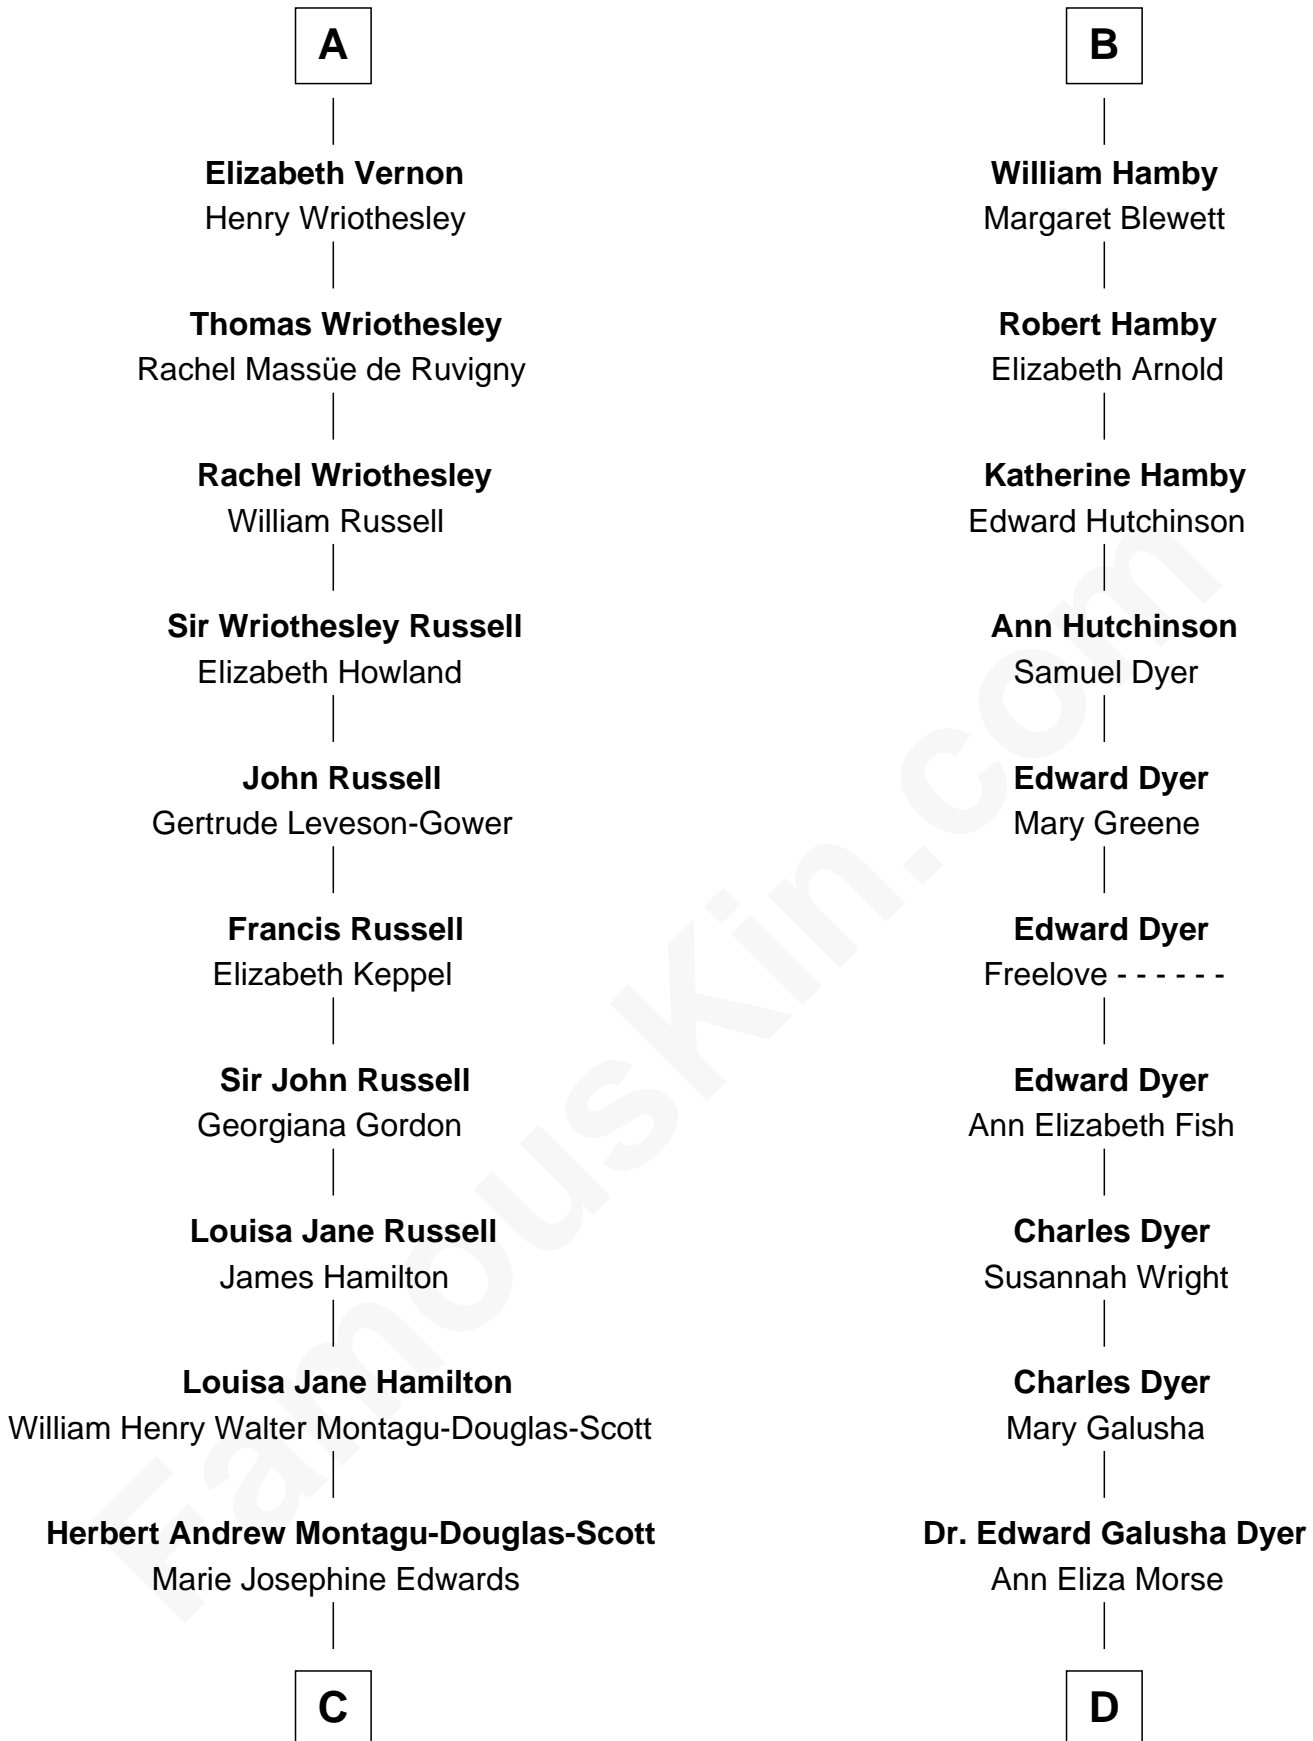 A
Elizabeth Vernon
Henry Wriothesley
Thomas Wriothesley
Rachel Massüe de Ruvigny
Rachel Wriothesley
William Russell
Sir Wriothesley Russell
Elizabeth Howland
John Russell
Gertrude Leveson-Gower
Francis Russell
Elizabeth Keppel
Sir John Russell
Georgiana Gordon
Louisa Jane Russell
James Hamilton
Louisa Jane Hamilton
William Henry Walter Montagu-Douglas-Scott
Herbert Andrew Montagu-Douglas-Scott
Marie Josephine Edwards
C
B
William Hamby
Margaret Blewett
Robert Hamby
Elizabeth Arnold
Katherine Hamby
Edward Hutchinson
Ann Hutchinson
Samuel Dyer
Edward Dyer
Mary Greene
Edward Dyer
Freelove - - - - - -
Edward Dyer
Ann Elizabeth Fish
Charles Dyer
Susannah Wright
Charles Dyer
Mary Galusha
Dr. Edward Galusha Dyer
Ann Eliza Morse
D
FamousKin.com